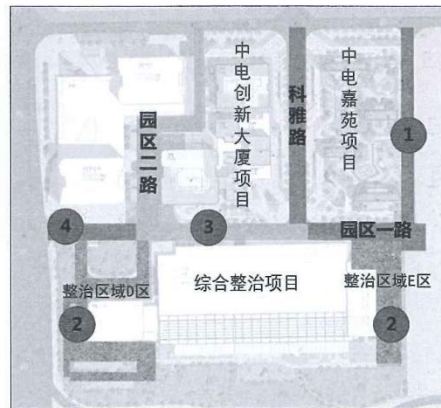 中电创新大厦项目
科雅路
中电嘉苑项目
园区二路
1
4
3
园区一路
整治区域D区
综合整治项目
整治区域E区
2
2